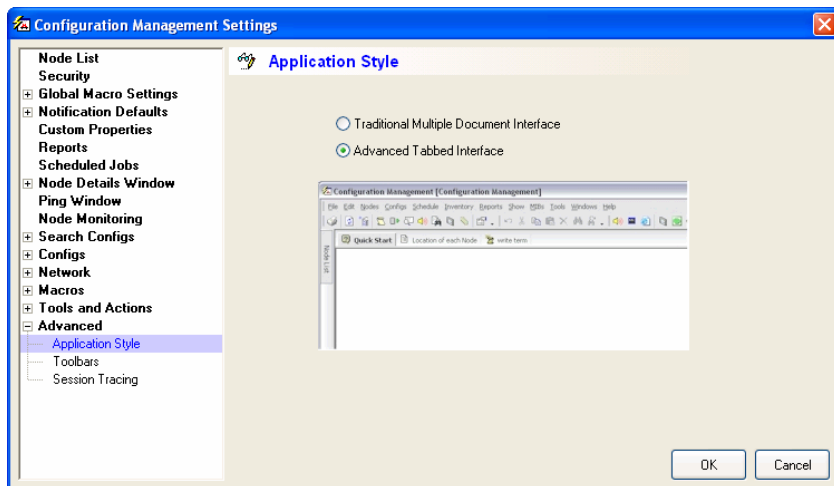 Configuration Management Settings
Node List
Security
Global Macro Settings
Notification Defaults
Custom Properties
Reports
Scheduled Jobs
Node Details Window
Ping Window
Node Monitoring
Search Configs
Configs
Network
Macros
Tools and Actions
Advanced
Application Style
Toolbars
Session Tracing
Application Style
Traditional Multiple Document Interface
Advanced Tabbed Interface
Configuration Management [Configuration Management]
File Edit Nodes Configs Schedule Inventory Reports Show MIBs Tools Windows Help
Quick Start Location of each Node write term
Node List
OK Cancel